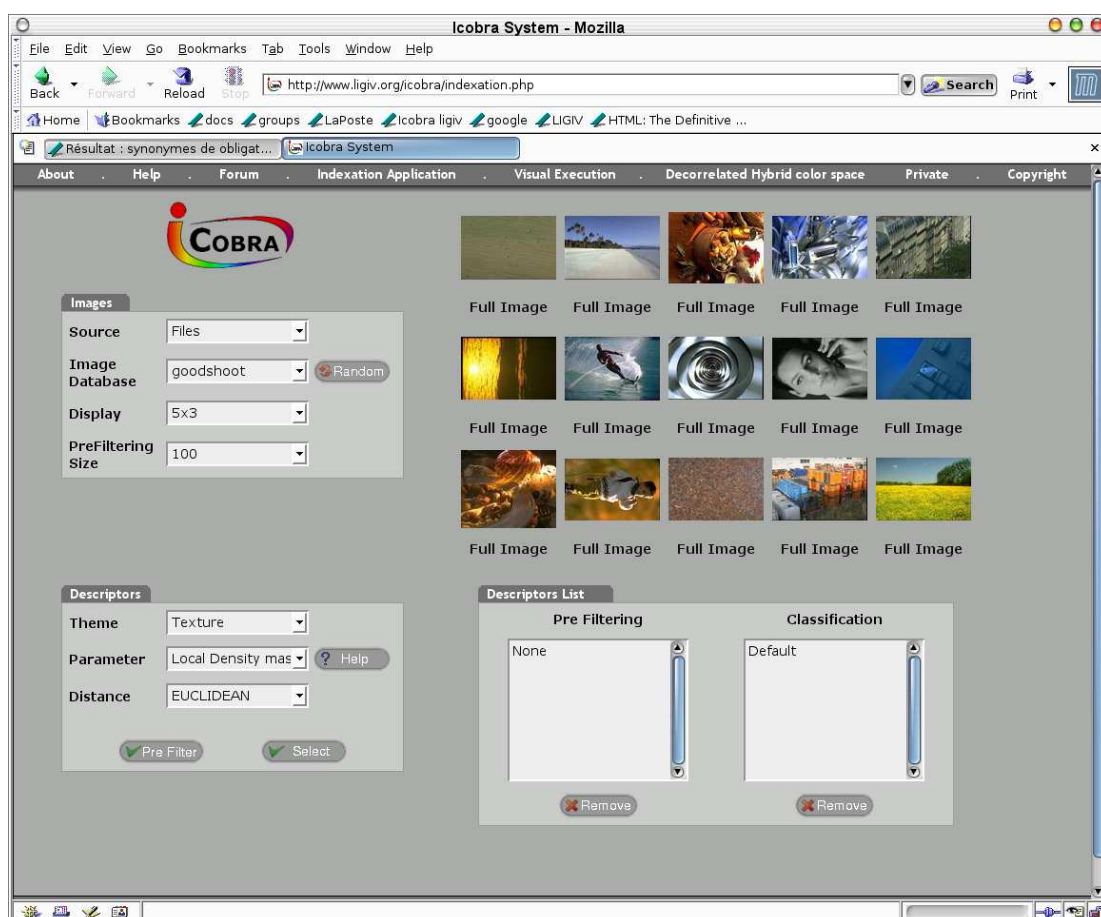 Icobra System - Mozilla
File Edit View Go Bookmarks Tab Tools Window Help
Back Forward Reload Stop http://www.ligiv.org/icobra/indexation.php Search Print
Home Bookmarks docs groups LaPoste Icobra ligiv google LIGIV HTML: The Definitive ...
Résultat : synonymes de obligat... Icobra System
About . Help . Forum . Indexation Application . Visual Execution . Decorrelated Hybrid color space Private . Copyright
iCOBRA
Images
Source Files
Image Database goodshoot Random
Display 5x3
PreFiltering Size 100
Full Image Full Image Full Image Full Image Full Image
Full Image Full Image Full Image Full Image Full Image
Full Image Full Image Full Image Full Image Full Image
Descriptors
Theme Texture
Parameter Local Density mas Help
Distance EUCLIDEAN
Pre Filter Select
Descriptors List
Pre Filtering Classification
None Default
Remove Remove